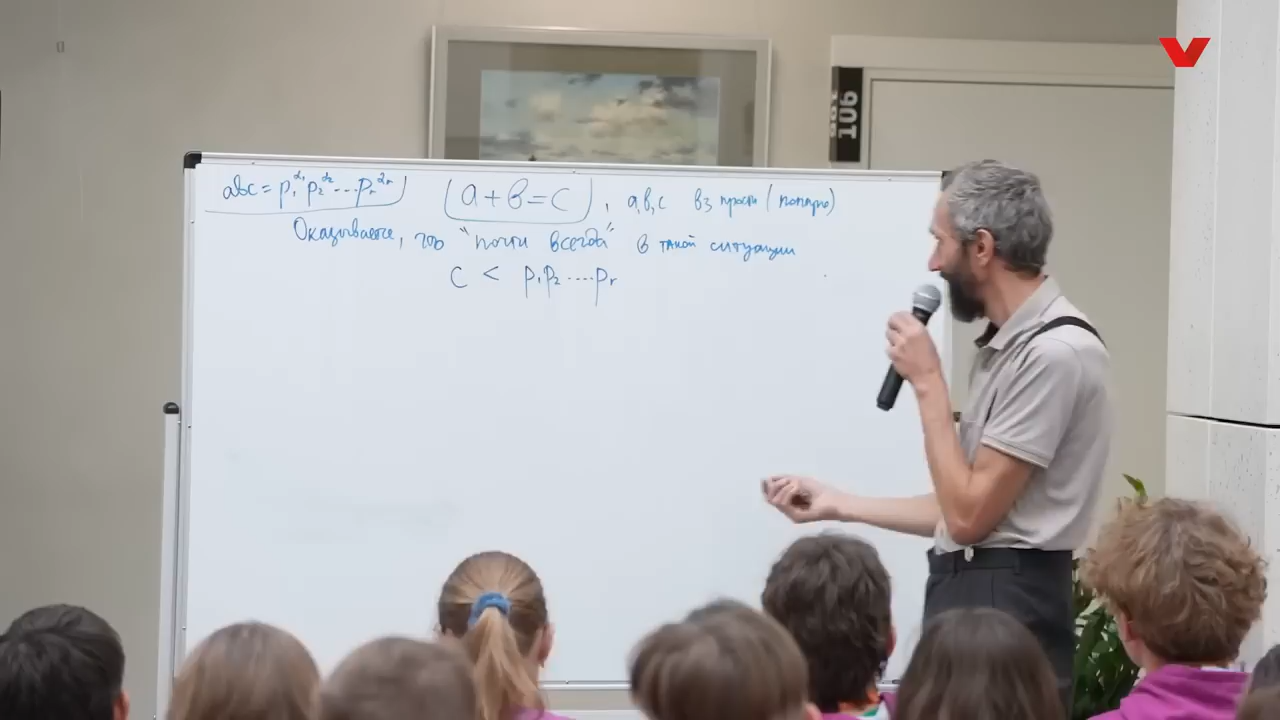 abc = p₁^α₁ p₂^α₂ ... pᵣ^αᵣ
a + b = c , a, b, c вз. прост (попарно)
Оказывается, что "почти всегда" в такой ситуации
c < p₁p₂....pᵣ
106